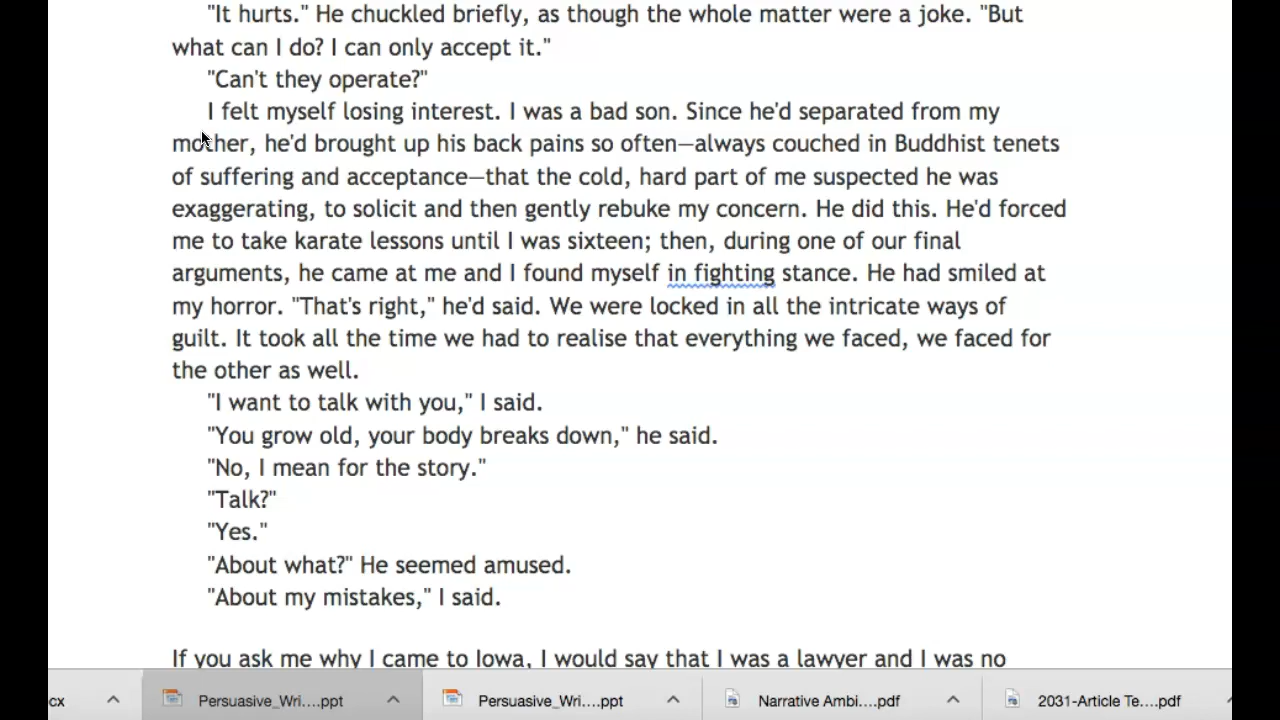 "It hurts." He chuckled briefly, as though the whole matter were a joke. "But
what can I do? I can only accept it."
"Can't they operate?"
I felt myself losing interest. I was a bad son. Since he'd separated from my
mother, he'd brought up his back pains so often—always couched in Buddhist tenets
of suffering and acceptance—that the cold, hard part of me suspected he was
exaggerating, to solicit and then gently rebuke my concern. He did this. He'd forced
me to take karate lessons until I was sixteen; then, during one of our final
arguments, he came at me and I found myself in fighting stance. He had smiled at
my horror. "That's right," he'd said. We were locked in all the intricate ways of
guilt. It took all the time we had to realise that everything we faced, we faced for
the other as well.
"I want to talk with you," I said.
"You grow old, your body breaks down," he said.
"No, I mean for the story."
"Talk?"
"Yes."
"About what?" He seemed amused.
"About my mistakes," I said.
If you ask me why I came to Iowa, I would say that I was a lawyer and I was no
cx Persuasive_Wri....ppt Persuasive_Wri....ppt Narrative Ambi....pdf 2031-Article Te....pdf